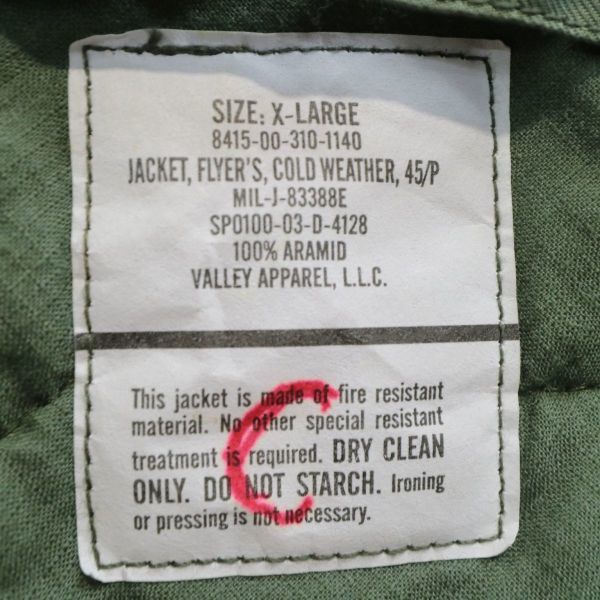 SIZE: X-LARGE
8415-00-310-1140
JACKET, FLYER'S, COLD WEATHER, 45/P
MIL-J-83388E
SPO100-03-D-4128
100% ARAMID
VALLEY APPAREL, L.L.C.
This jacket is made of fire resistant
material. No other special resistant
treatment is required. DRY CLEAN
ONLY. DO NOT STARCH. Ironing
or pressing is not necessary.
C